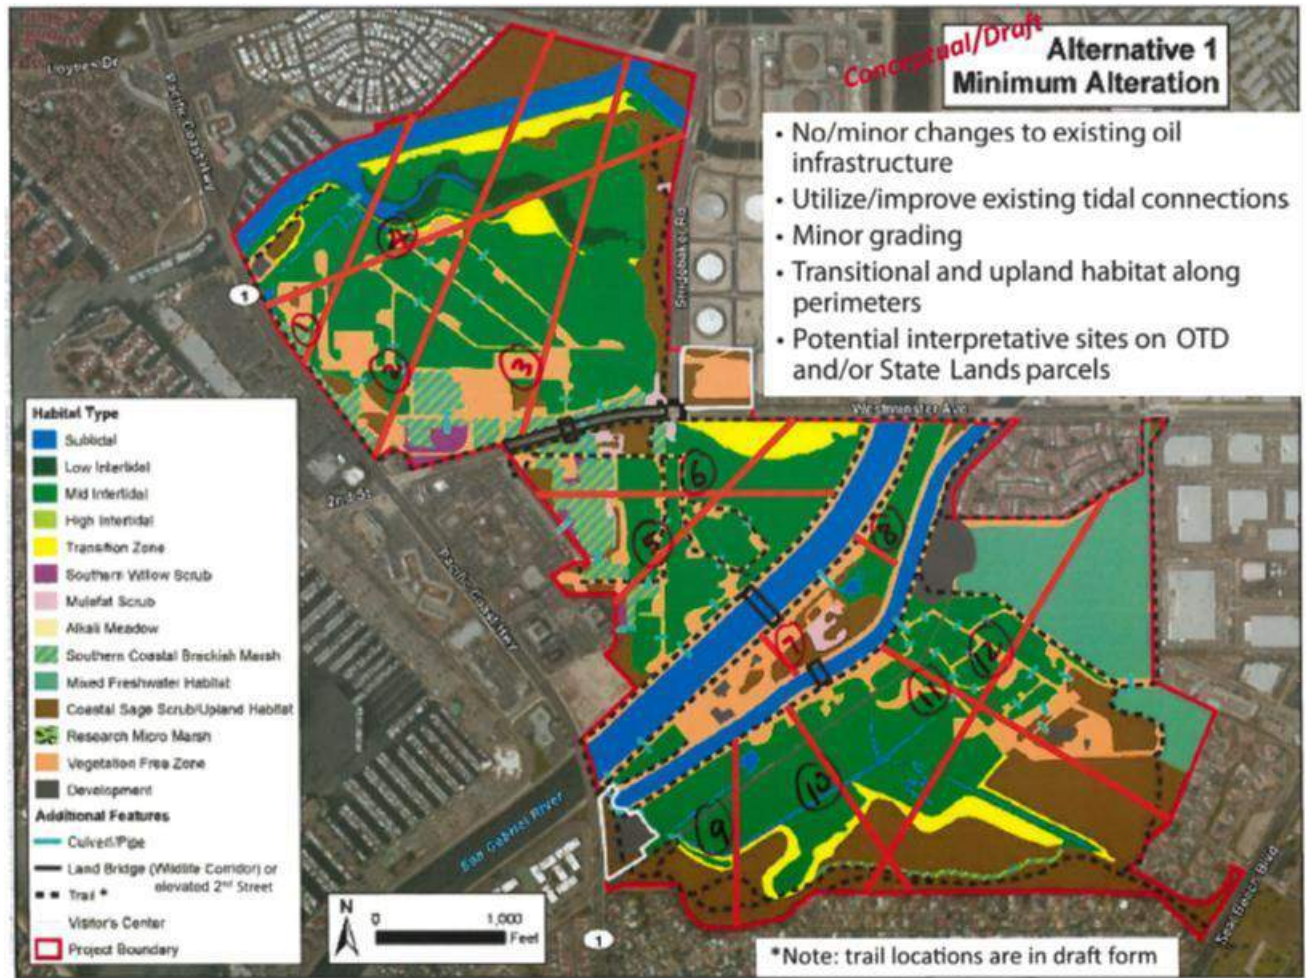 Conceptual/Draft
Alternative 1
Minimum Alteration
• No/minor changes to existing oil
infrastructure
• Utilize/improve existing tidal connections
• Minor grading
• Transitional and upland habitat along
perimeters
• Potential interpretative sites on OTD
and/or State Lands parcels
Loynes Dr
Pacific Coast Hwy
Studebaker Rd
1
4
1
2
3
Westminster Ave
2nd St
Pacific Coast Hwy
6
5
8
7
12
11
10
9
San Gabriel River
Seal Beach Blvd
1
Habitat Type
Subtidal
Low Intertidal
Mid Intertidal
High Intertidal
Transition Zone
Southern Willow Scrub
Mulefat Scrub
Alkali Meadow
Southern Coastal Brackish Marsh
Mixed Freshwater Habitat
Coastal Sage Scrub/Upland Habitat
Research Micro Marsh
Vegetation Free Zone
Development
Additional Features
Culvert/Pipe
Land Bridge (Wildlife Corridor) or
elevated 2nd Street
Trail *
Visitor's Center
Project Boundary
N
0 1,000
Feet
*Note: trail locations are in draft form